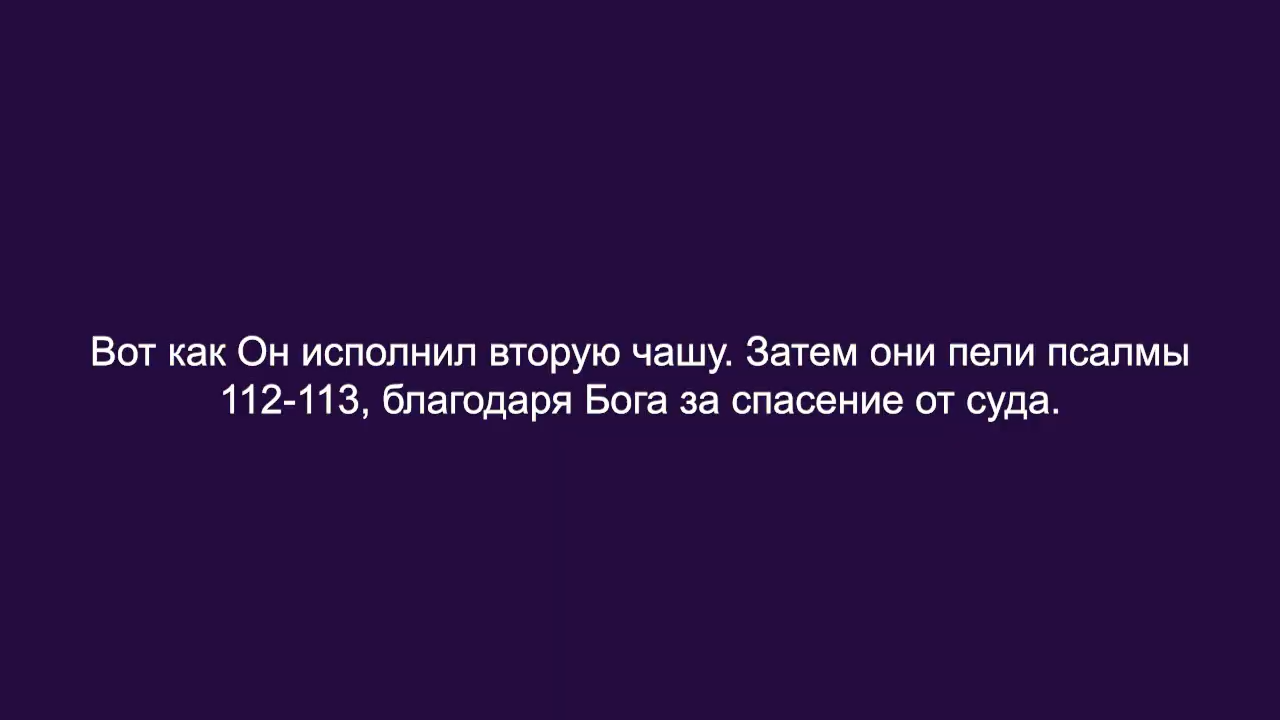 Вот как Он исполнил вторую чашу. Затем они пели псалмы
112-113, благодаря Бога за спасение от суда.